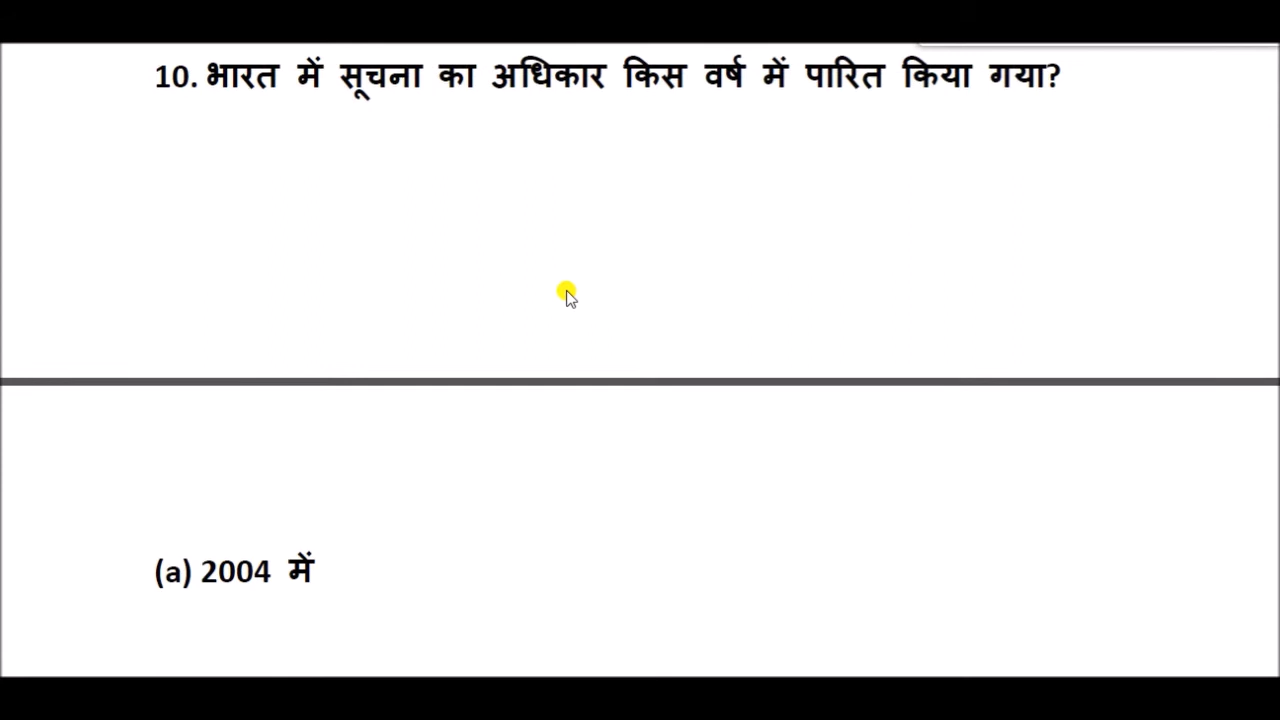 10. भारत में सूचना का अधिकार किस वर्ष में पारित किया गया?
(a) 2004 में